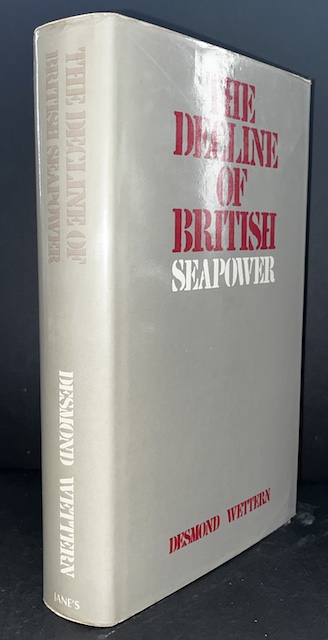 THE DECLINE OF
BRITISH SEAPOWER
DESMOND WETTERN
JANE'S
THE
DECLINE
OF
BRITISH
SEAPOWER
DESMOND WETTERN